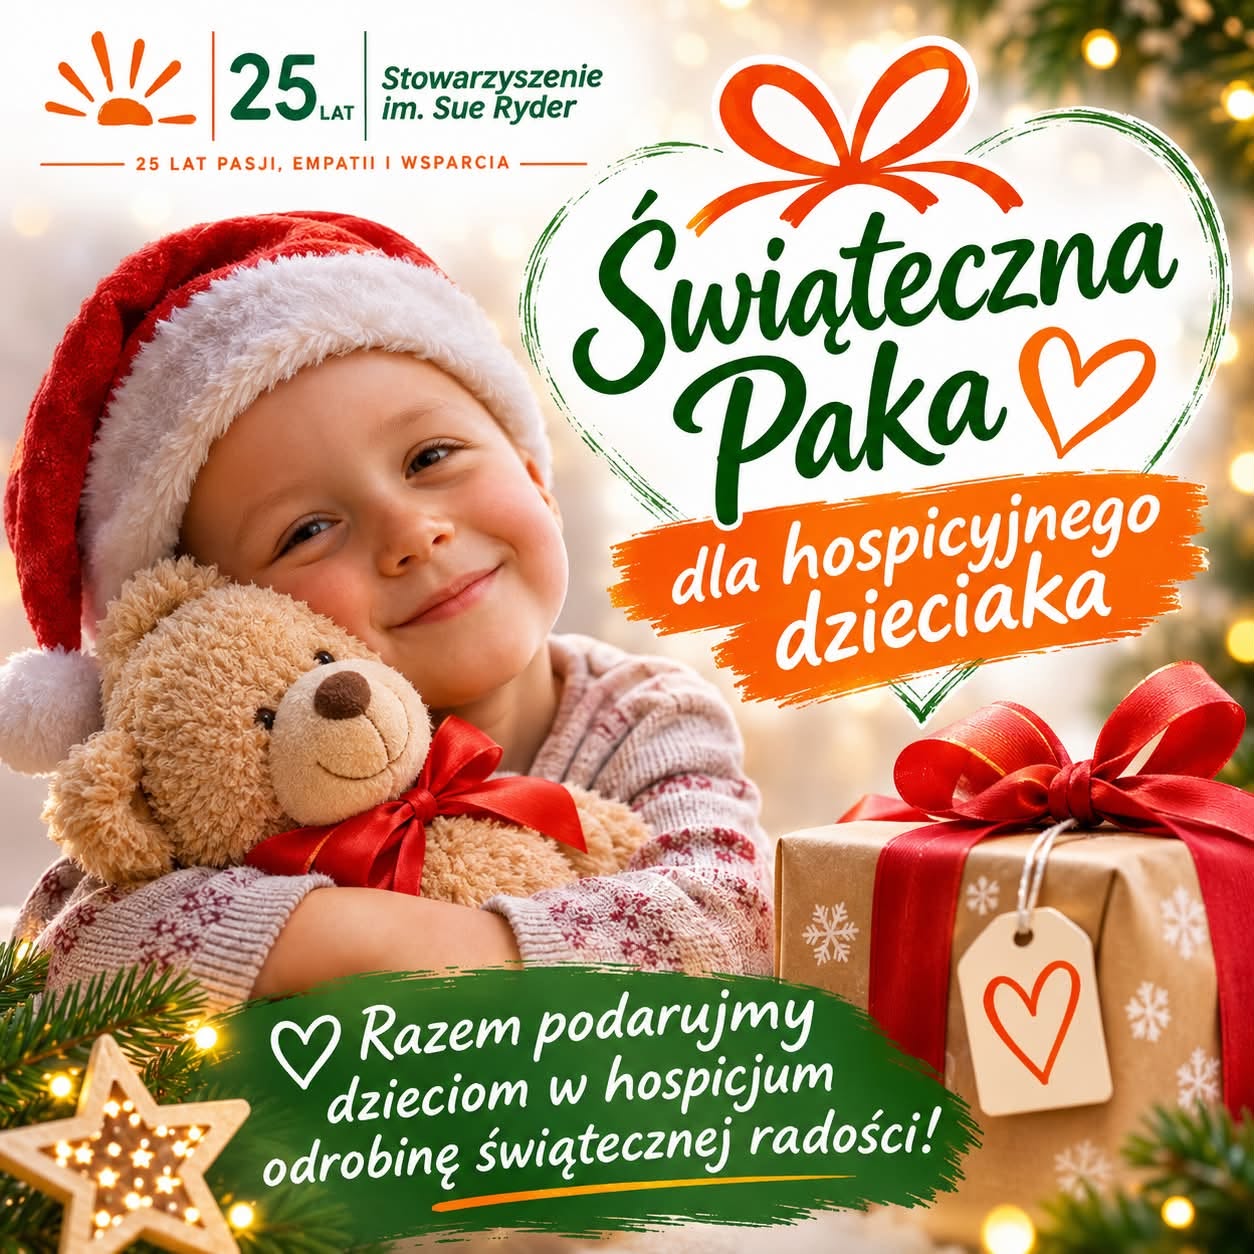 25 LAT
Stowarzyszenie
im. Sue Ryder
25 LAT PASJI, EMPATII I WSPARCIA
Świąteczna
Paka
dla hospicyjnego
dzieciaka
Razem podarujmy
dzieciom w hospicjum
odrobinę świątecznej radości!